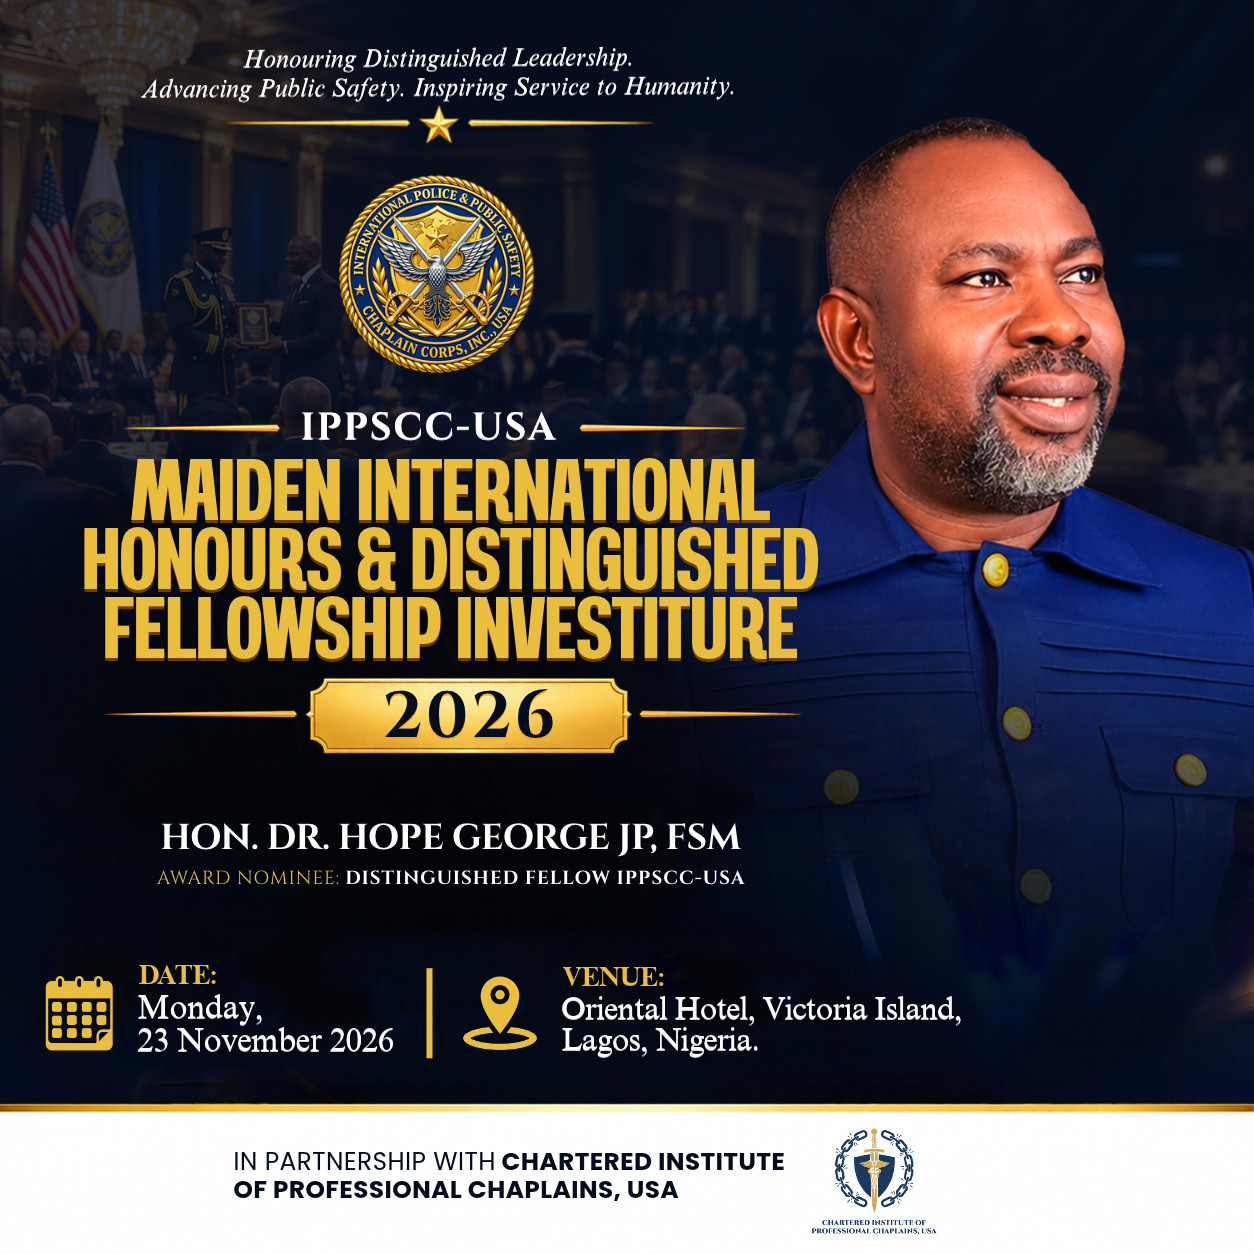 Honouring Distinguished Leadership.
Advancing Public Safety. Inspiring Service to Humanity.
INTERNATIONAL POLICE & PUBLIC SAFETY
CHAPLAIN CORPS, INC., USA
IPPSCC-USA
MAIDEN INTERNATIONAL
HONOURS & DISTINGUISHED
FELLOWSHIP INVESTITURE
2026
HON. DR. HOPE GEORGE JP, FSM
AWARD NOMINEE: DISTINGUISHED FELLOW IPPSCC-USA
DATE:
Monday,
23 November 2026
VENUE:
Oriental Hotel, Victoria Island,
Lagos, Nigeria.
IN PARTNERSHIP WITH CHARTERED INSTITUTE
OF PROFESSIONAL CHAPLAINS, USA
CHARTERED INSTITUTE OF
PROFESSIONAL CHAPLAINS, USA